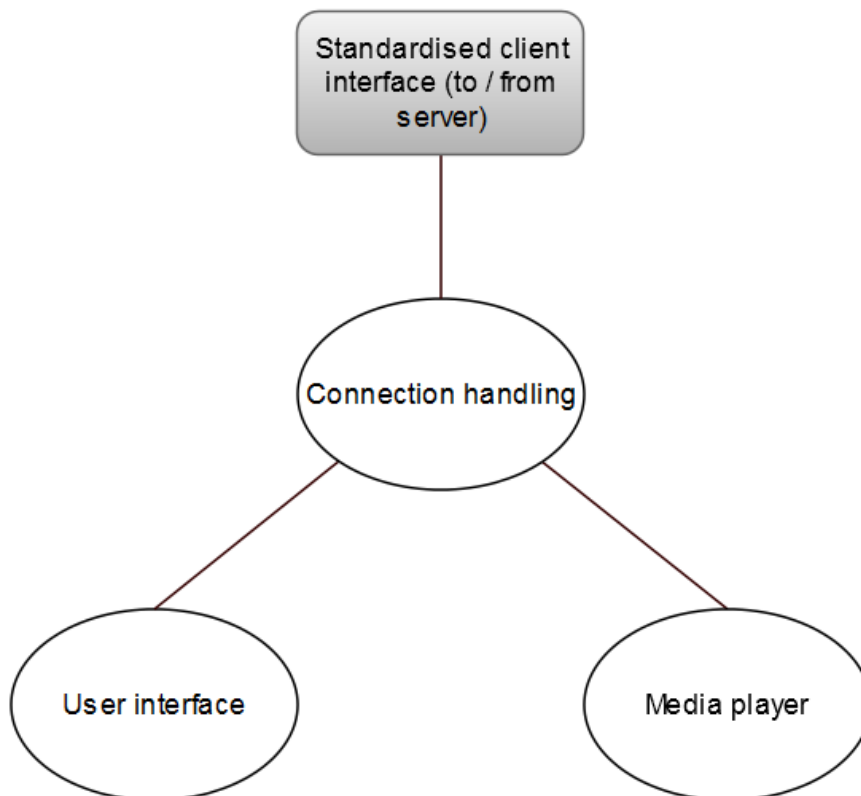 Standardised client
interface (to / from
server)
Connection handling
User interface
Media player